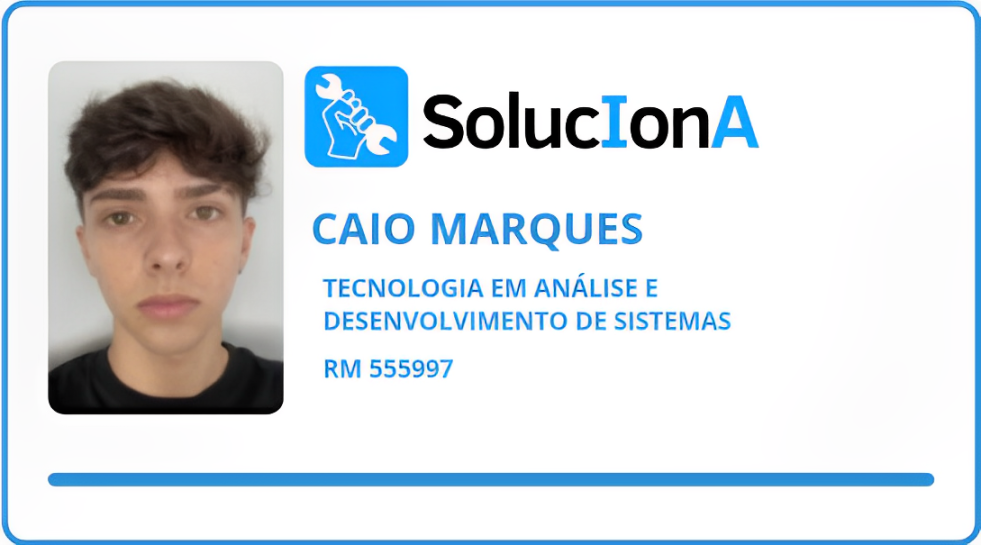 SolucIonA
CAIO MARQUES
TECNOLOGIA EM ANÁLISE E
DESENVOLVIMENTO DE SISTEMAS
RM 555997